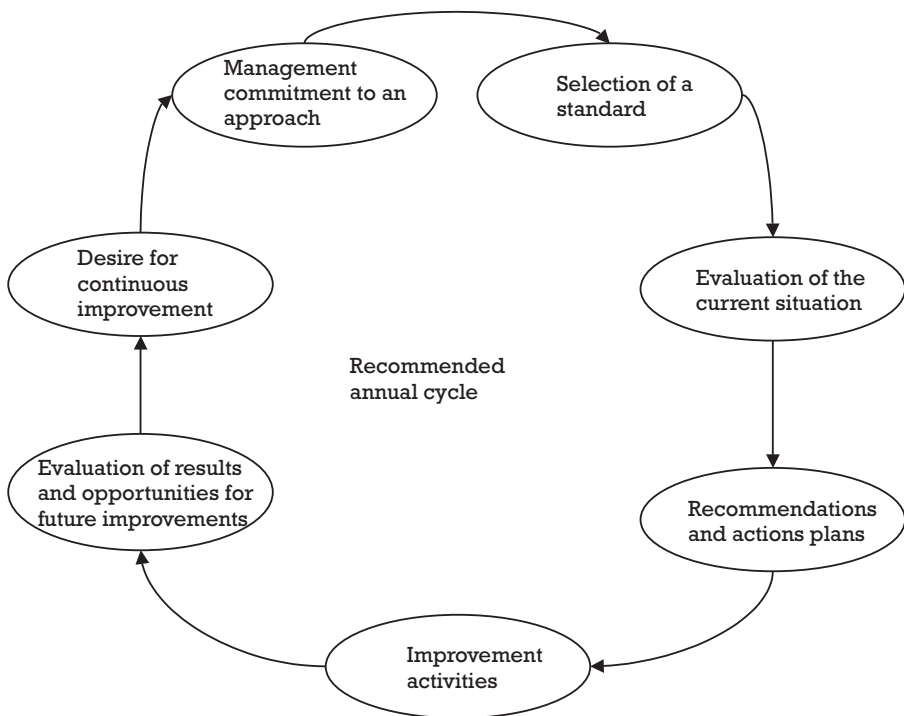 Management
commitment to an
approach
Selection of a
standard
Evaluation of the
current situation
Recommendations
and actions plans
Improvement
activities
Evaluation of results
and opportunities for
future improvements
Desire for
continuous
improvement
Recommended
annual cycle